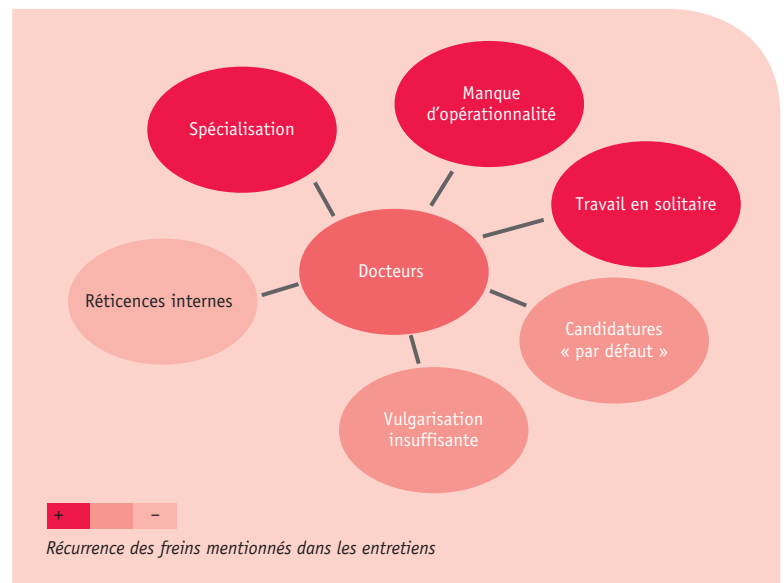 Manque
d'opérationnalité
Spécialisation
Travail en solitaire
Docteurs
Réticences internes
Candidatures
« par défaut »
Vulgarisation
insuffisante
+ –
Récurrence des freins mentionnés dans les entretiens